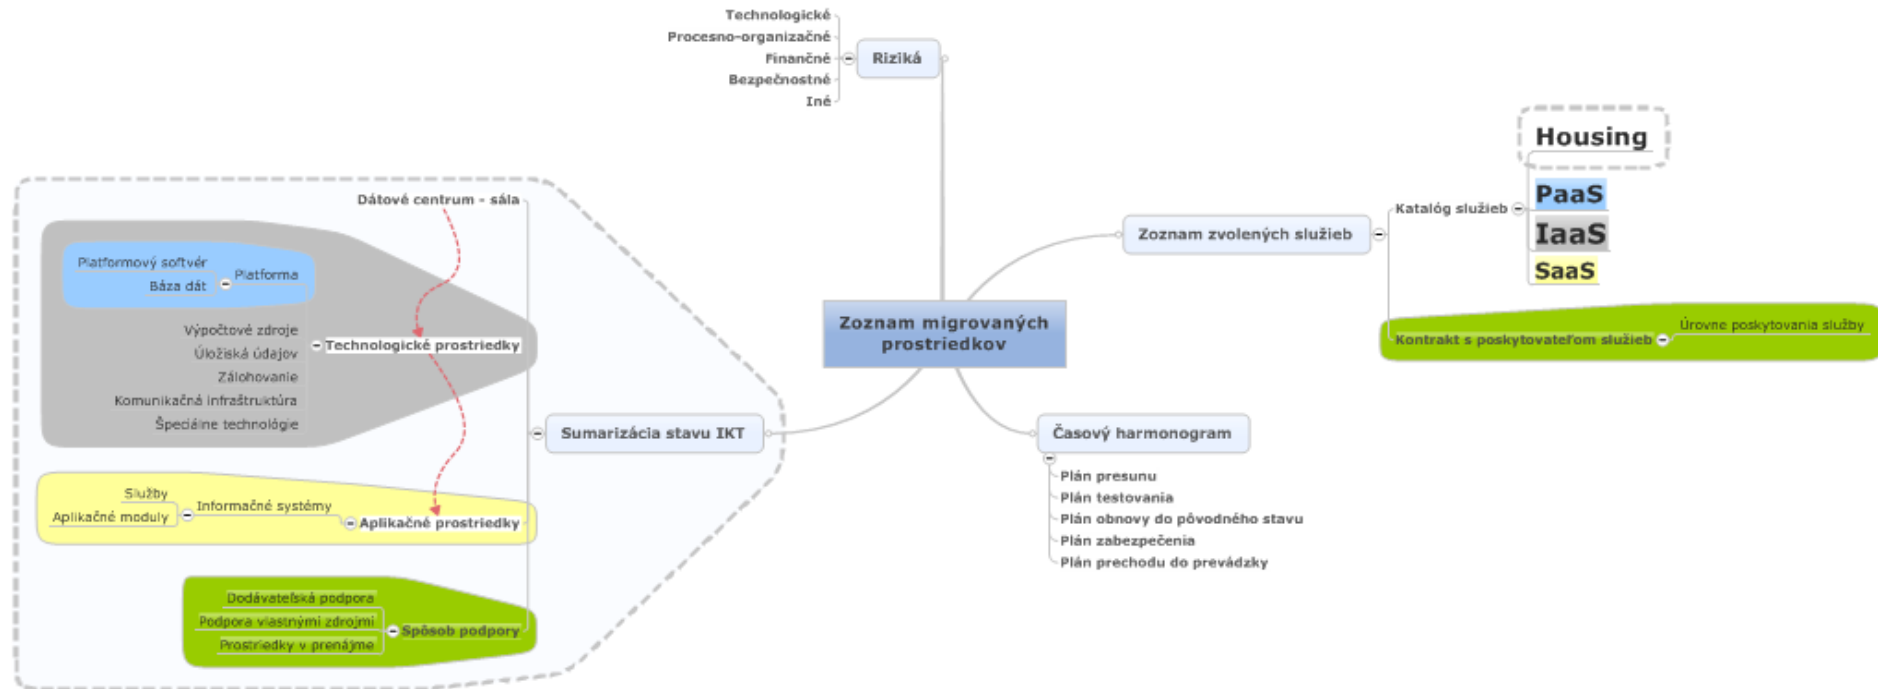 Technologické
Procesno-organizačné
Finančné
Bezpečnostné
Iné
Riziká
Housing
PaaS
IaaS
SaaS
Katalóg služieb
Zoznam zvolených služieb
Kontrakt s poskytovateľom služieb
Úrovne poskytovania služby
Zoznam migrovaných
prostriedkov
Dátové centrum - sála
Platformový softvér
Báza dát
Platforma
Výpočtové zdroje
Úložiská údajov
Zálohovanie
Komunikačná infraštruktúra
Špeciálne technológie
Technologické prostriedky
Sumarizácia stavu IKT
Služby
Aplikačné moduly
Informačné systémy
Aplikačné prostriedky
Dodávateľská podpora
Podpora vlastnými zdrojmi
Prostriedky v prenájme
Spôsob podpory
Časový harmonogram
Plán presunu
Plán testovania
Plán obnovy do pôvodného stavu
Plán zabezpečenia
Plán prechodu do prevádzky